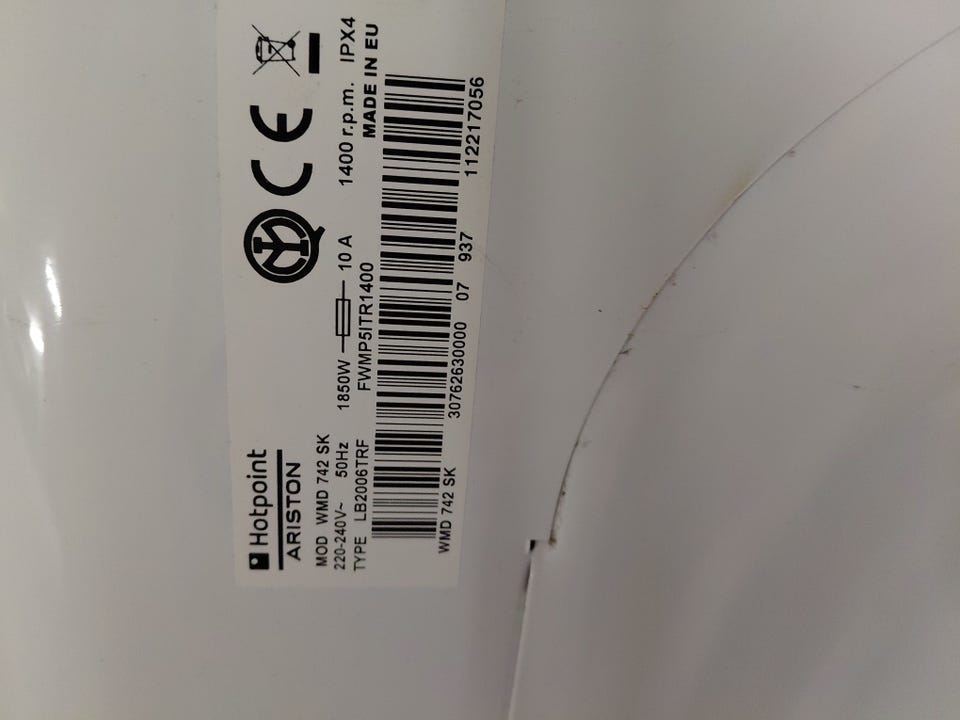 Hotpoint
ARISTON
MOD WMD 742 SK
220-240V~ 50Hz 1850W 10 A 1400 r.p.m. IPX4
TYPE LB2006TRF FWMP5ITR1400 MADE IN EU
WMD 742 SK 30762630000 07 937 112217056